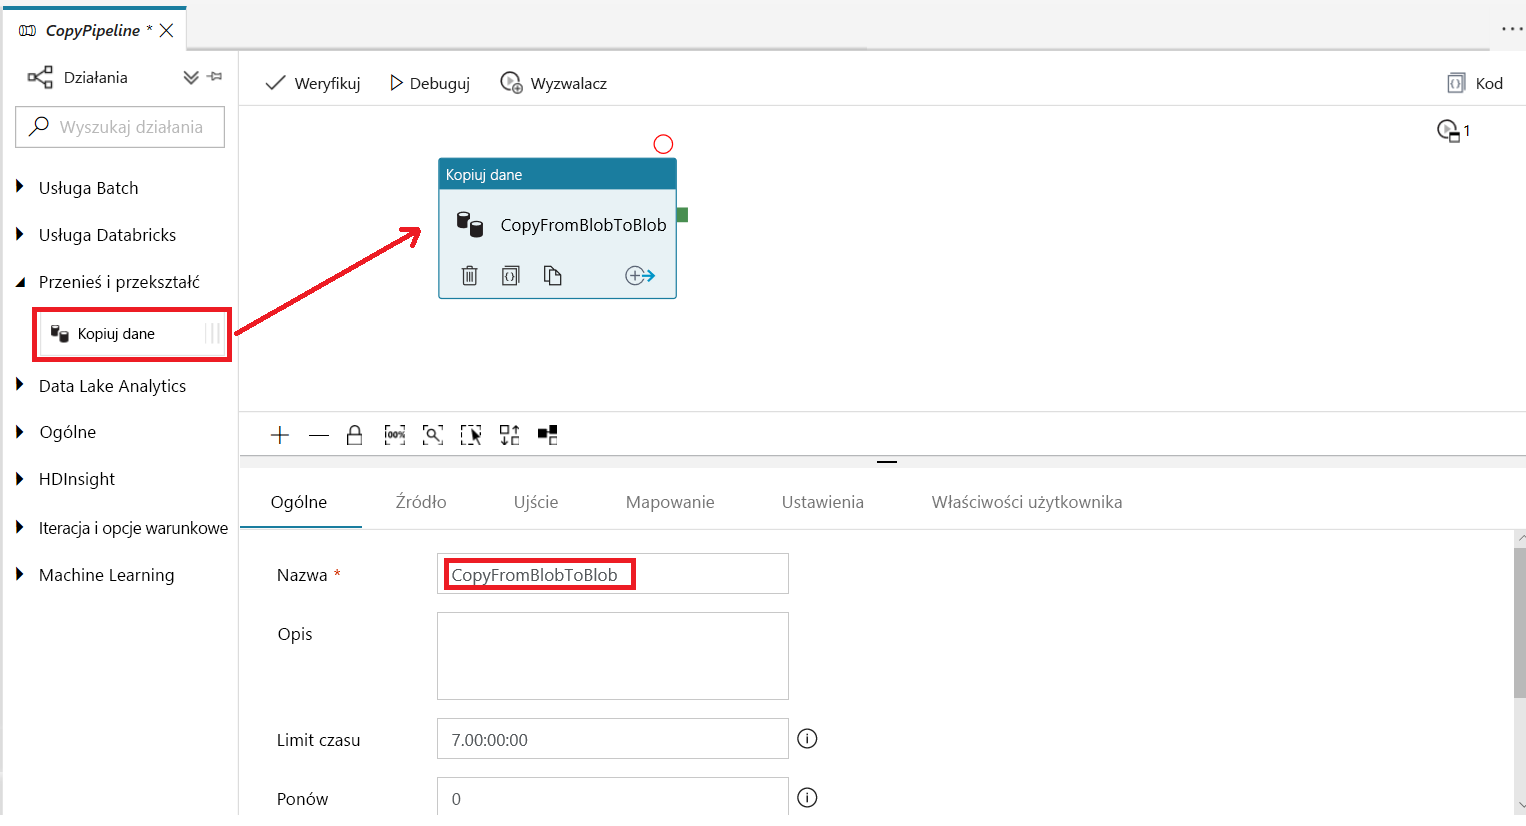 CopyPipeline *
Działania
Wyszukaj działania
Usługa Batch
Usługa Databricks
Przenieś i przekształć
Kopiuj dane
Data Lake Analytics
Ogólne
HDInsight
Iteracja i opcje warunkowe
Machine Learning
Weryfikuj Debuguj Wyzwalacz Kod
1
Kopiuj dane
CopyFromBlobToBlob
100%
Ogólne Źródło Ujście Mapowanie Ustawienia Właściwości użytkownika
Nazwa * CopyFromBlobToBlob
Opis
Limit czasu 7.00:00:00
Ponów 0